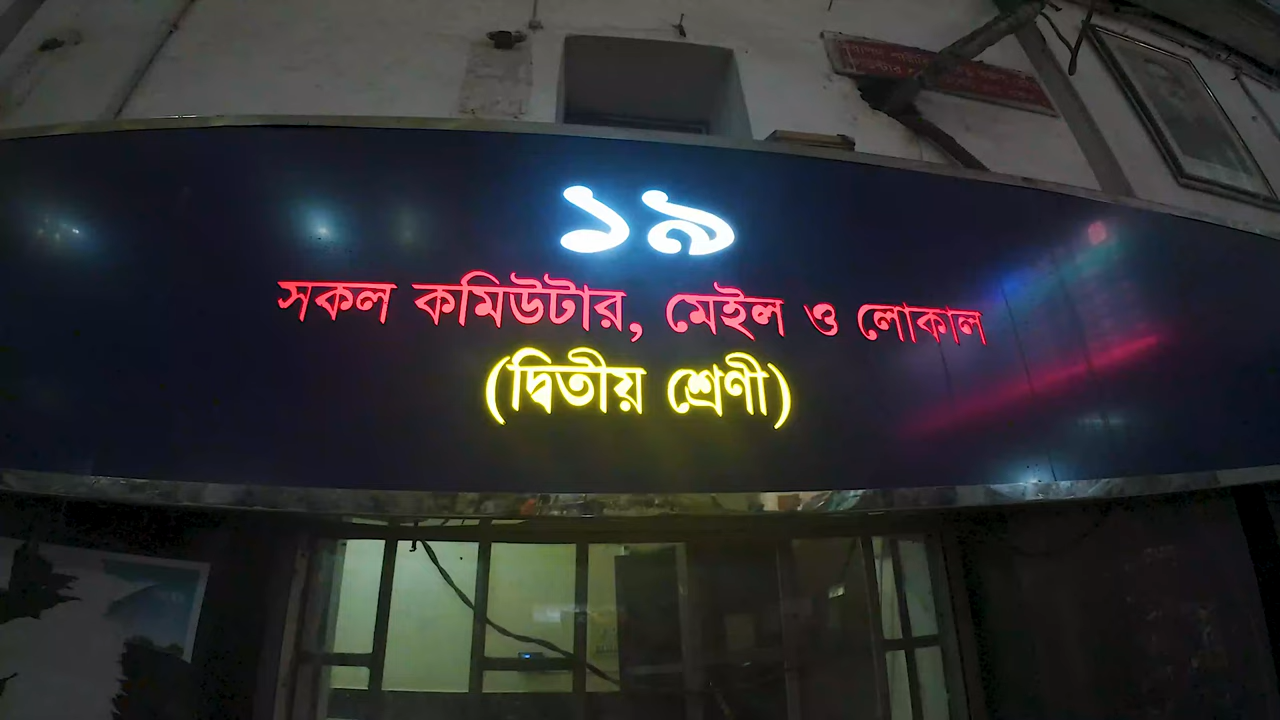 ১৯
সকল কমিউটার, মেইল ও লোকাল
(দ্বিতীয় শ্রেণী)